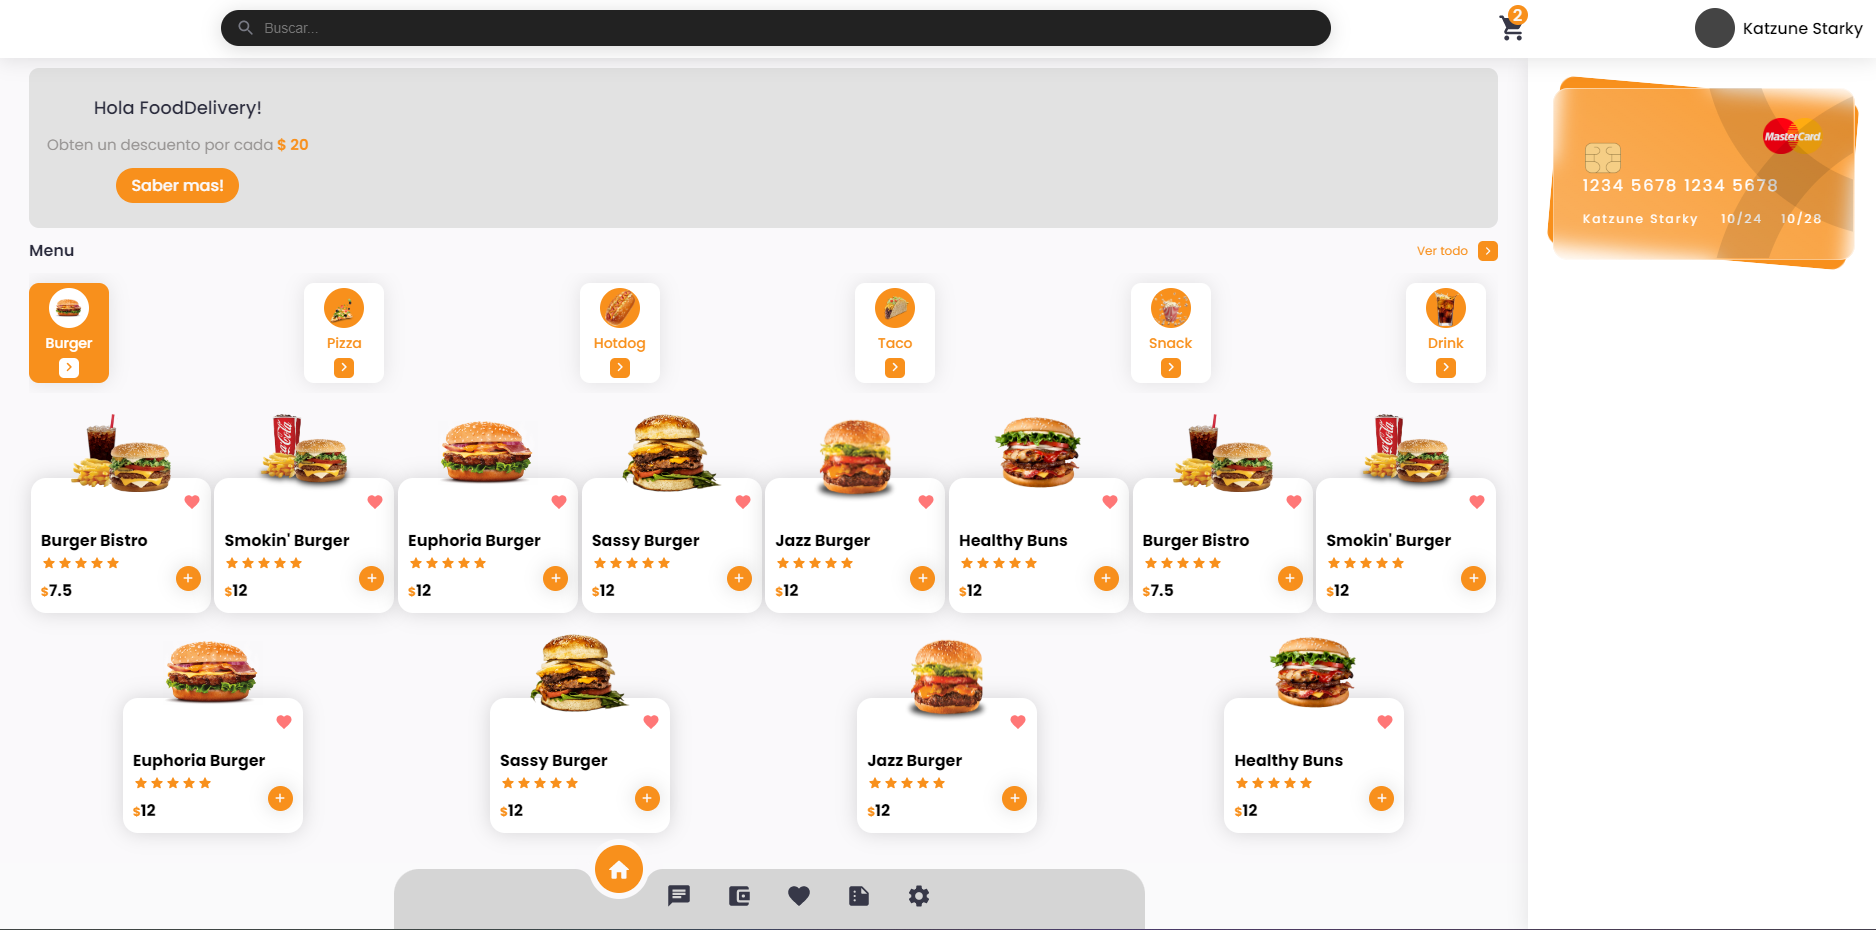 Buscar...
2
Katzune Starky
Hola FoodDelivery!
Obten un descuento por cada $ 20
Saber mas!
MasterCard
1234 5678 1234 5678
Katzune Starky 10/24 10/28
Menu
Ver todo
Burger
Pizza
Hotdog
Taco
Snack
Drink
Burger Bistro
$7.5
Smokin' Burger
$12
Euphoria Burger
$12
Sassy Burger
$12
Jazz Burger
$12
Healthy Buns
$12
Burger Bistro
$7.5
Smokin' Burger
$12
Euphoria Burger
$12
Sassy Burger
$12
Jazz Burger
$12
Healthy Buns
$12